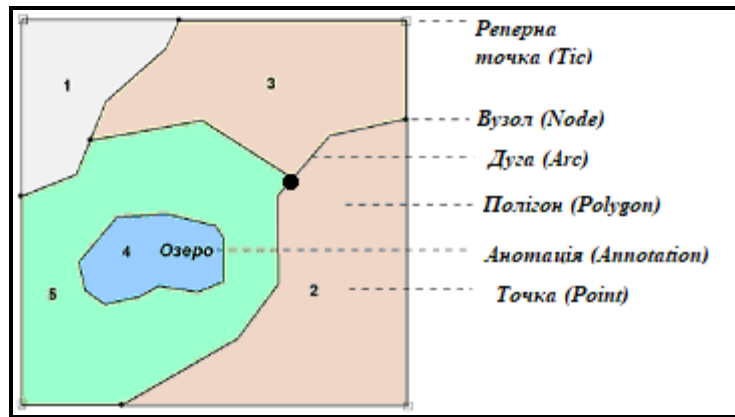 Реперна
точка (Tic)
1
3
Вузол (Node)
Дуга (Arc)
Полігон (Polygon)
4 Озеро
Анотація (Annotation)
5
2
Точка (Point)